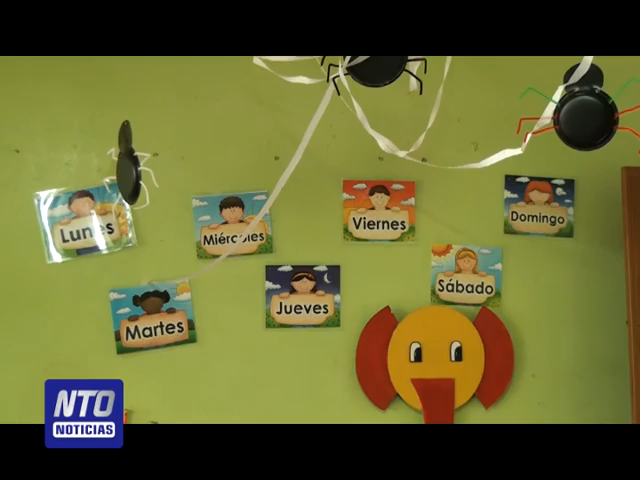 Lunes
Martes
Miércoles
Jueves
Viernes
Sábado
Domingo
NTO
NOTICIAS